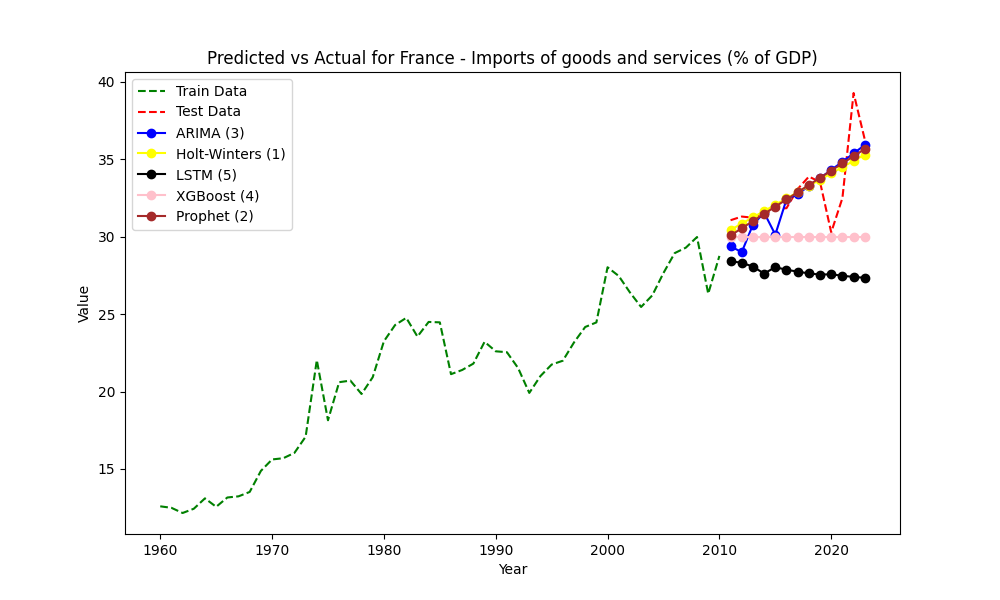 Predicted vs Actual for France - Imports of goods and services (% of GDP)
Train Data
Test Data
ARIMA (3)
Holt-Winters (1)
LSTM (5)
XGBoost (4)
Prophet (2)
40
35
30
25
20
15
Value
1960 1970 1980 1990 2000 2010 2020
Year